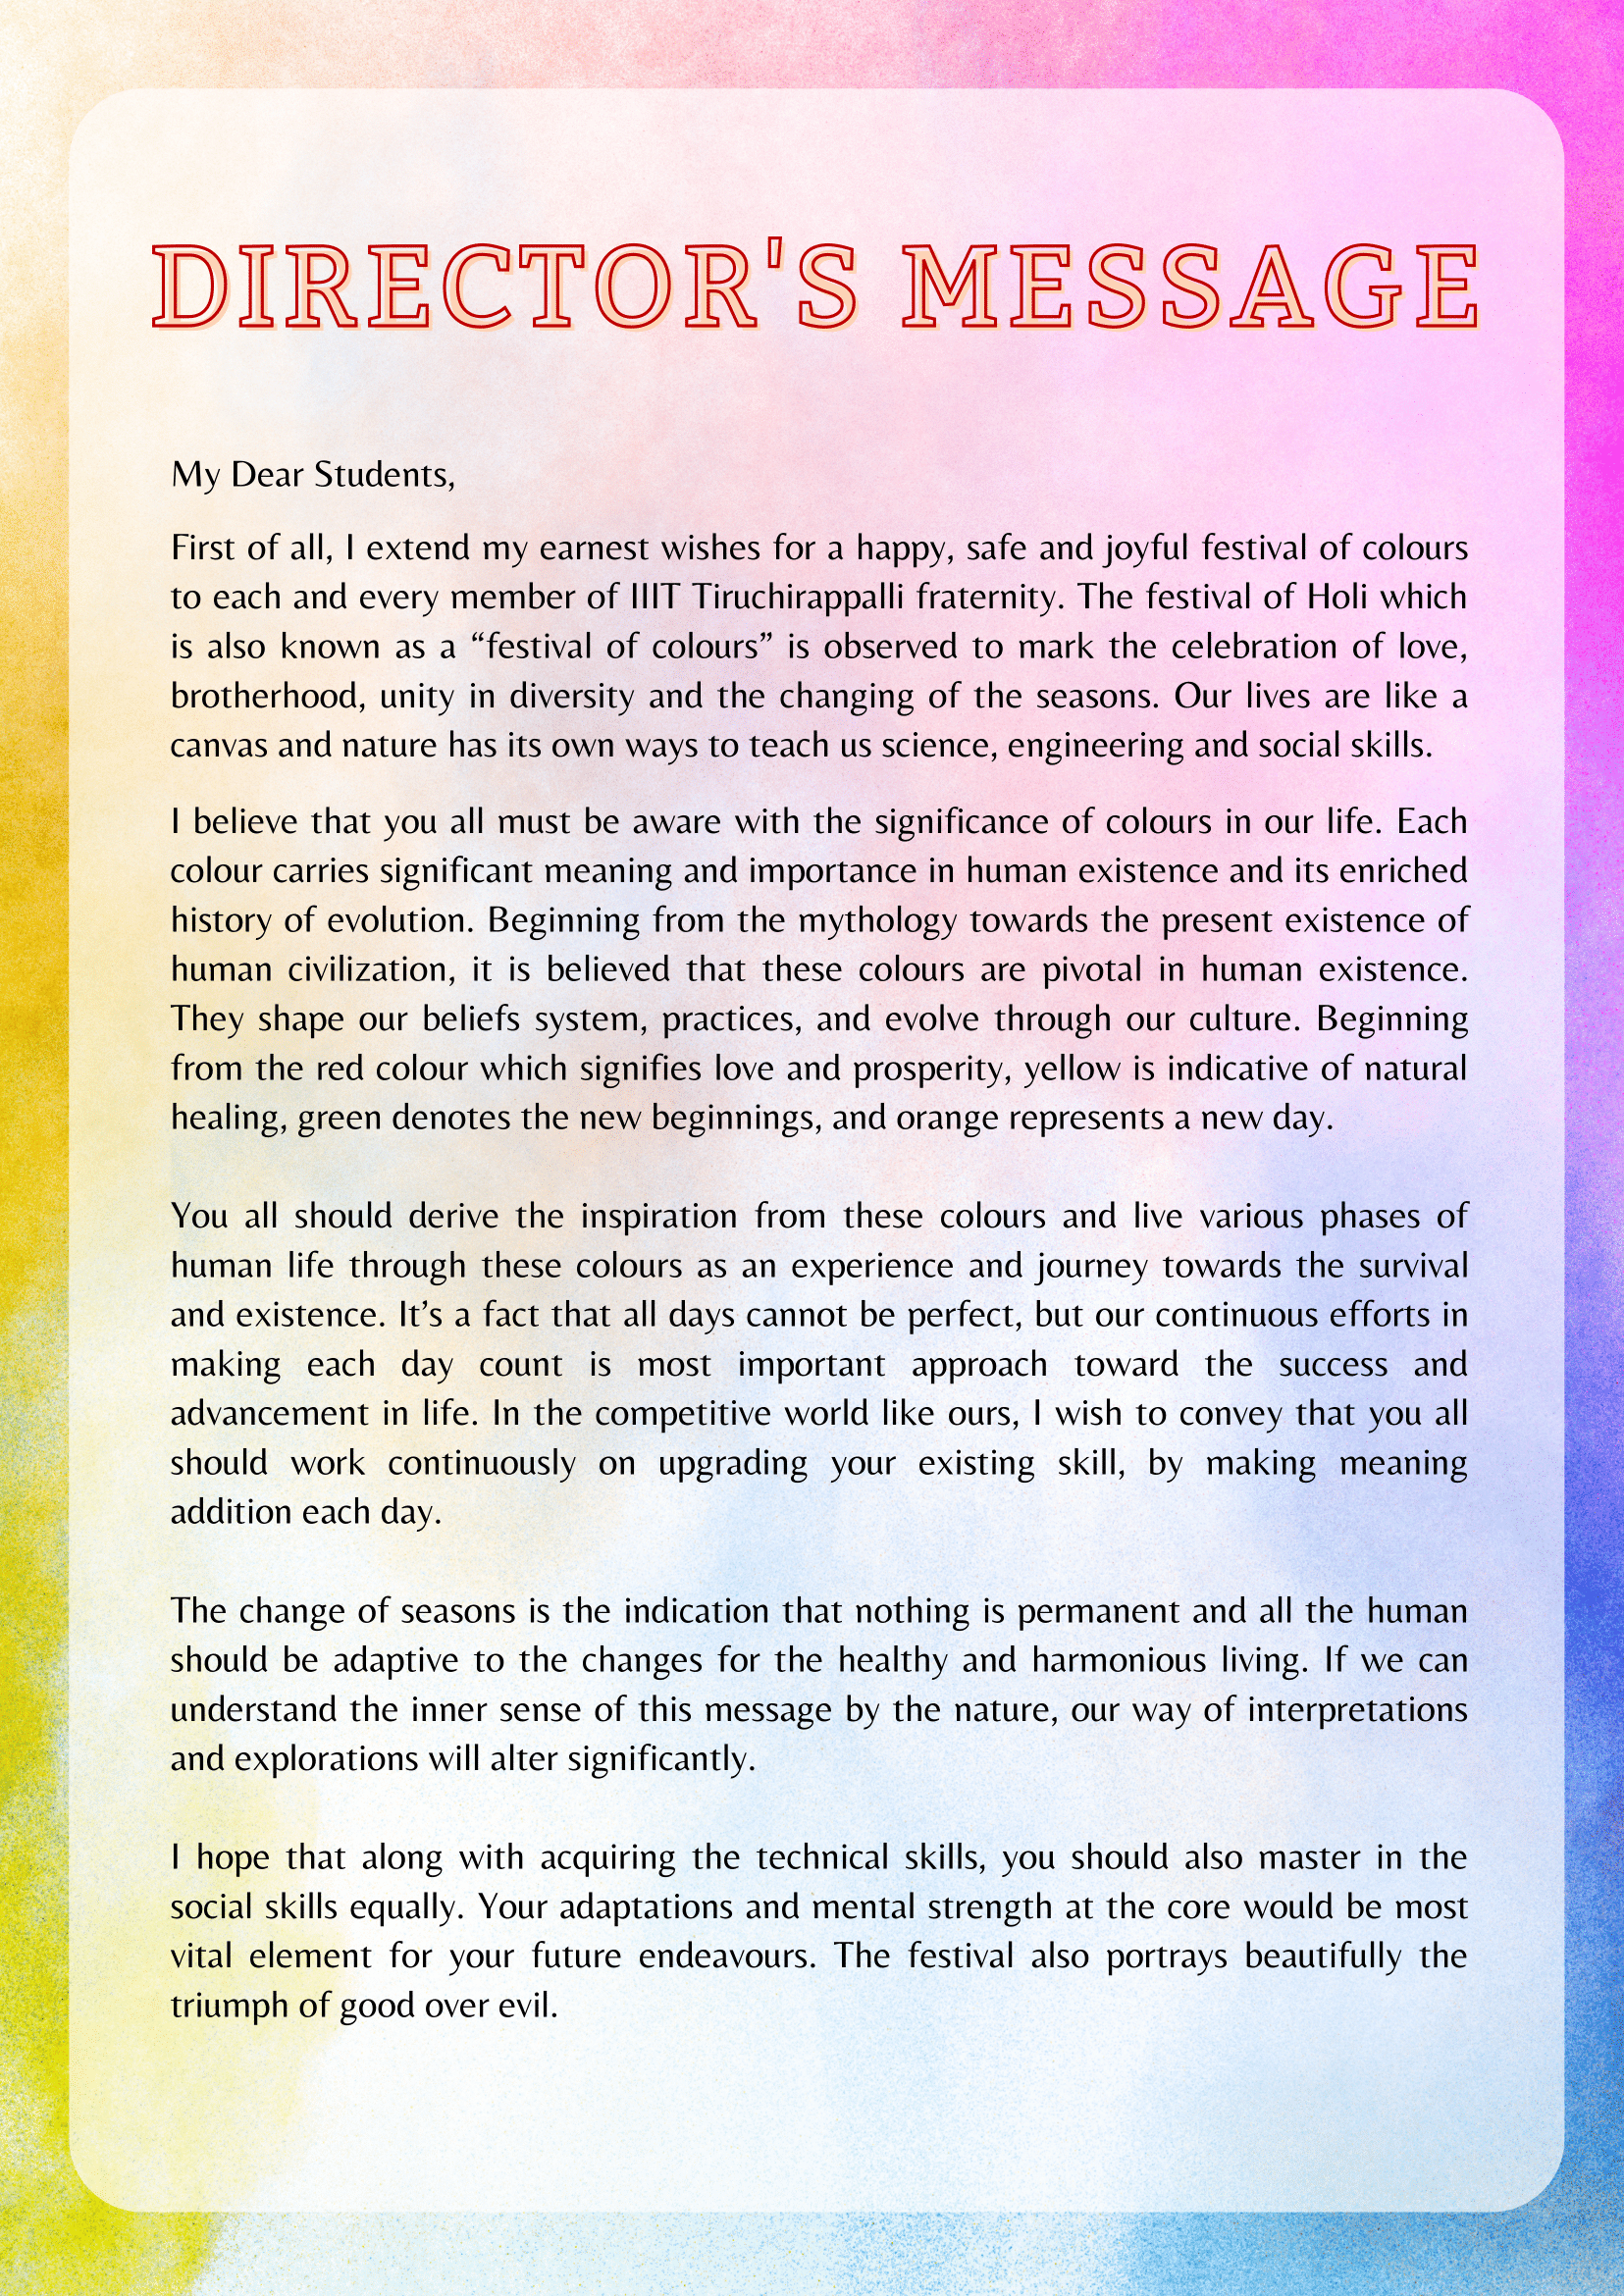 DIRECTOR'S MESSAGE
My Dear Students,
First of all, I extend my earnest wishes for a happy, safe and joyful festival of colours
to each and every member of IIIT Tiruchirappalli fraternity. The festival of Holi which
is also known as a “festival of colours” is observed to mark the celebration of love,
brotherhood, unity in diversity and the changing of the seasons. Our lives are like a
canvas and nature has its own ways to teach us science, engineering and social skills.
I believe that you all must be aware with the significance of colours in our life. Each
colour carries significant meaning and importance in human existence and its enriched
history of evolution. Beginning from the mythology towards the present existence of
human civilization, it is believed that these colours are pivotal in human existence.
They shape our beliefs system, practices, and evolve through our culture. Beginning
from the red colour which signifies love and prosperity, yellow is indicative of natural
healing, green denotes the new beginnings, and orange represents a new day.
You all should derive the inspiration from these colours and live various phases of
human life through these colours as an experience and journey towards the survival
and existence. It’s a fact that all days cannot be perfect, but our continuous efforts in
making each day count is most important approach toward the success and
advancement in life. In the competitive world like ours, I wish to convey that you all
should work continuously on upgrading your existing skill, by making meaning
addition each day.
The change of seasons is the indication that nothing is permanent and all the human
should be adaptive to the changes for the healthy and harmonious living. If we can
understand the inner sense of this message by the nature, our way of interpretations
and explorations will alter significantly.
I hope that along with acquiring the technical skills, you should also master in the
social skills equally. Your adaptations and mental strength at the core would be most
vital element for your future endeavours. The festival also portrays beautifully the
triumph of good over evil.